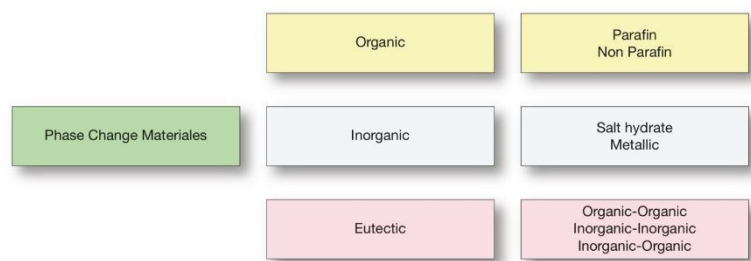 Organic
Parafin
Non Parafin
Phase Change Materiales
Inorganic
Salt hydrate
Metallic
Eutectic
Organic-Organic
Inorganic-Inorganic
Inorganic-Organic